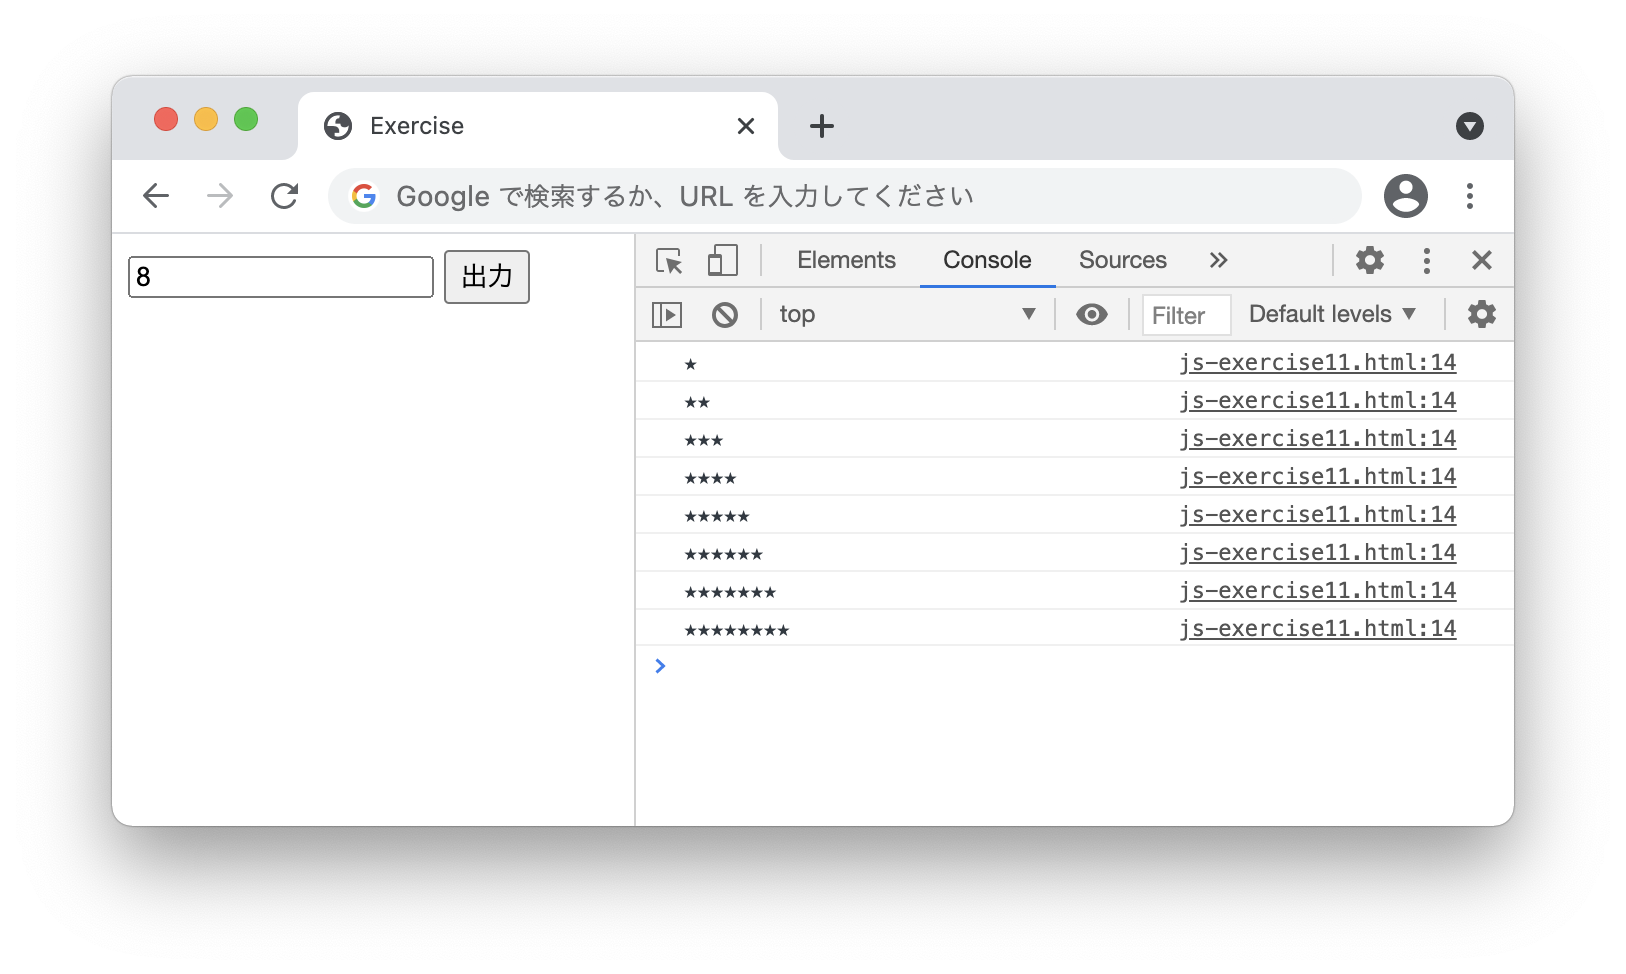 Exercise
Google で検索するか、URL を入力してください
8 出力
Elements Console Sources
top Filter Default levels
★ js-exercise11.html:14
★★ js-exercise11.html:14
★★★ js-exercise11.html:14
★★★★ js-exercise11.html:14
★★★★★ js-exercise11.html:14
★★★★★★ js-exercise11.html:14
★★★★★★★ js-exercise11.html:14
★★★★★★★★ js-exercise11.html:14